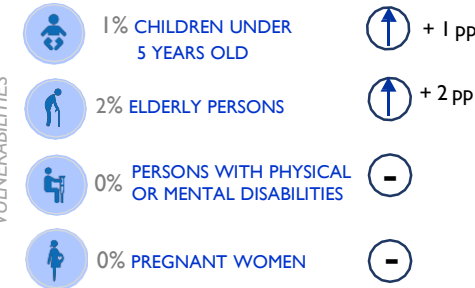 VULNERABILITIES
1% CHILDREN UNDER
5 YEARS OLD
+ 1 pp
2% ELDERLY PERSONS
+ 2 pp
0% PERSONS WITH PHYSICAL
OR MENTAL DISABILITIES
-
0% PREGNANT WOMEN
-